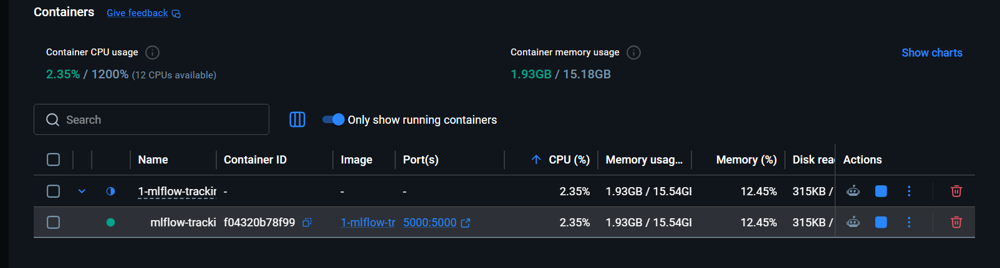 Containers Give feedback
Container CPU usage
2.35% / 1200% (12 CPUs available)
Container memory usage
1.93GB / 15.18GB
Show charts
Search
Only show running containers
Name Container ID Image Port(s) CPU (%) Memory usag... Memory (%) Disk rea Actions
1-mlflow-trackin - - - 2.35% 1.93GB / 15.54GB 12.45% 315KB /
mlflow-tracki f04320b78f99 1-mlflow-tr 5000:5000 2.35% 1.93GB / 15.54GB 12.45% 315KB /